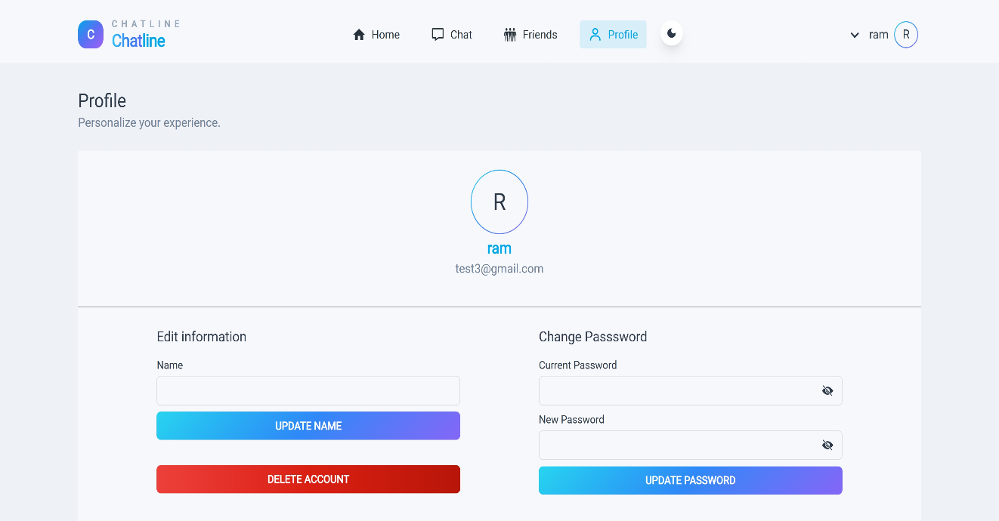 C
CHATLINE
Chatline
Home
Chat
Friends
Profile
ram
R
Profile
Personalize your experience.
R
ram
test3@gmail.com
Edit information
Name
UPDATE NAME
DELETE ACCOUNT
Change Passsword
Current Password
New Password
UPDATE PASSWORD